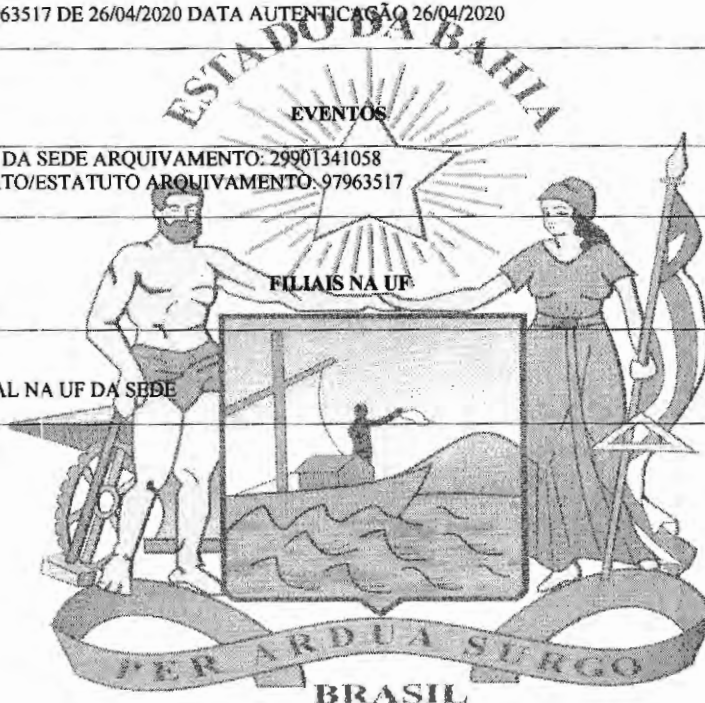 63517 DE 26/04/2020 DATA AUTENTICAÇÃO 26/04/2020
ESTADO DA BAHIA
EVENTOS
DA SEDE ARQUIVAMENTO: 29901341058
TO/ESTATUTO ARQUIVAMENTO: 97963517
FILIAIS NA UF
AL NA UF DA SEDE
PER ARDUA SURGO
BRASIL